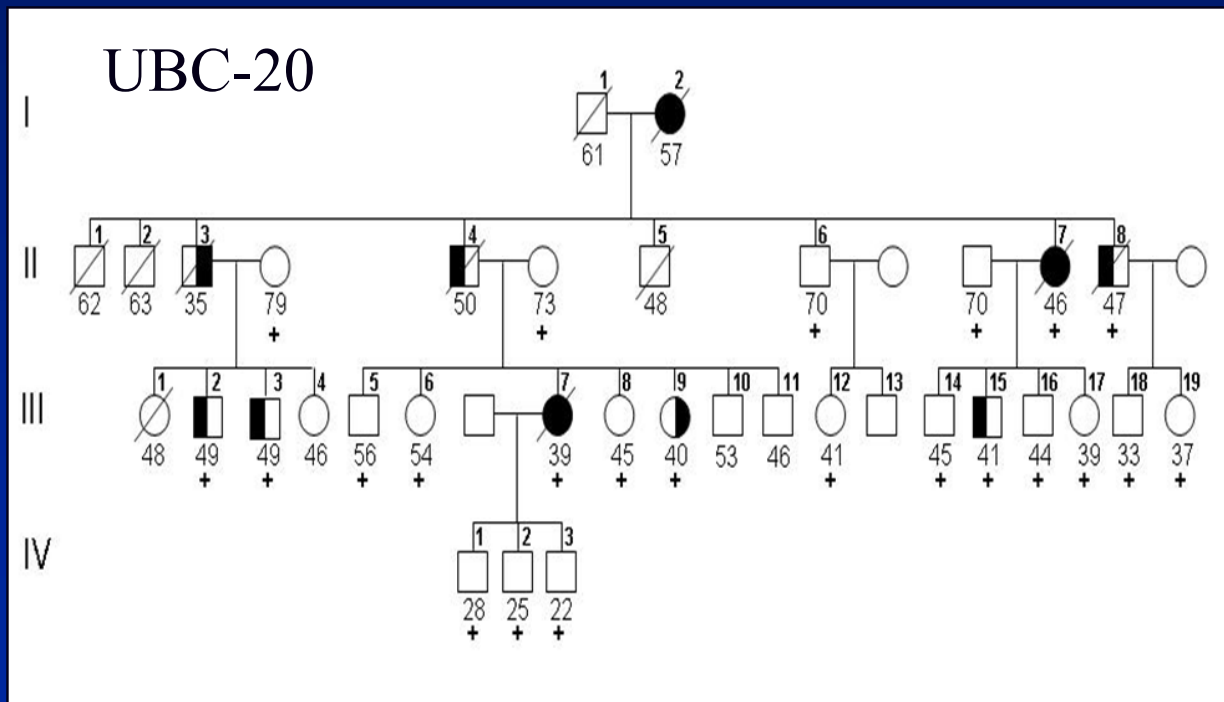 UBC-20
I
1 2
61 57
II
1 2 3 4 5 6 7 8
62 63 35 79 50 73 48 70 70 46 47
+ + + + + +
III
1 2 3 4 5 6 7 8 9 10 11 12 13 14 15 16 17 18 19
48 49 49 46 56 54 39 45 40 53 46 41 45 41 44 39 33 37
+ + + + + + + + + + + + + +
IV
1 2 3
28 25 22
+ + +